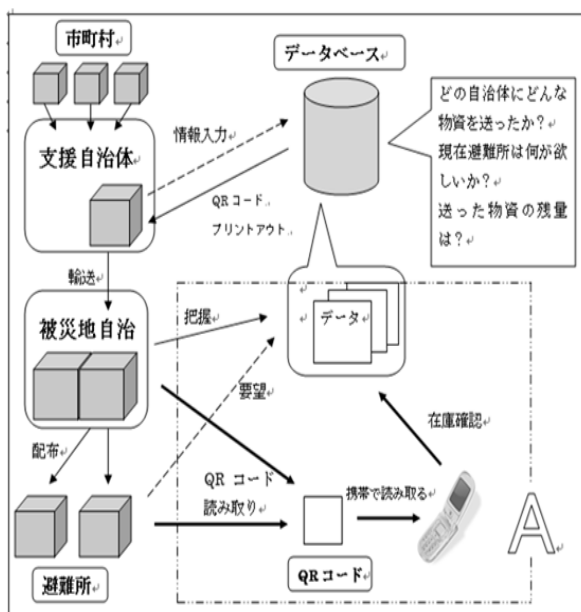 市町村
データベース
どの自治体にどんな
物資を送ったか?
現在避難所は何が欲
しいか?
送った物資の残量
は?
情報入力
支援自治体
QRコード
プリントアウト
輸送
データ
被災地自治
把握
要望
在庫確認
配布
QR コード
読み取り
携帯で読み取る
A
QRコード
避難所